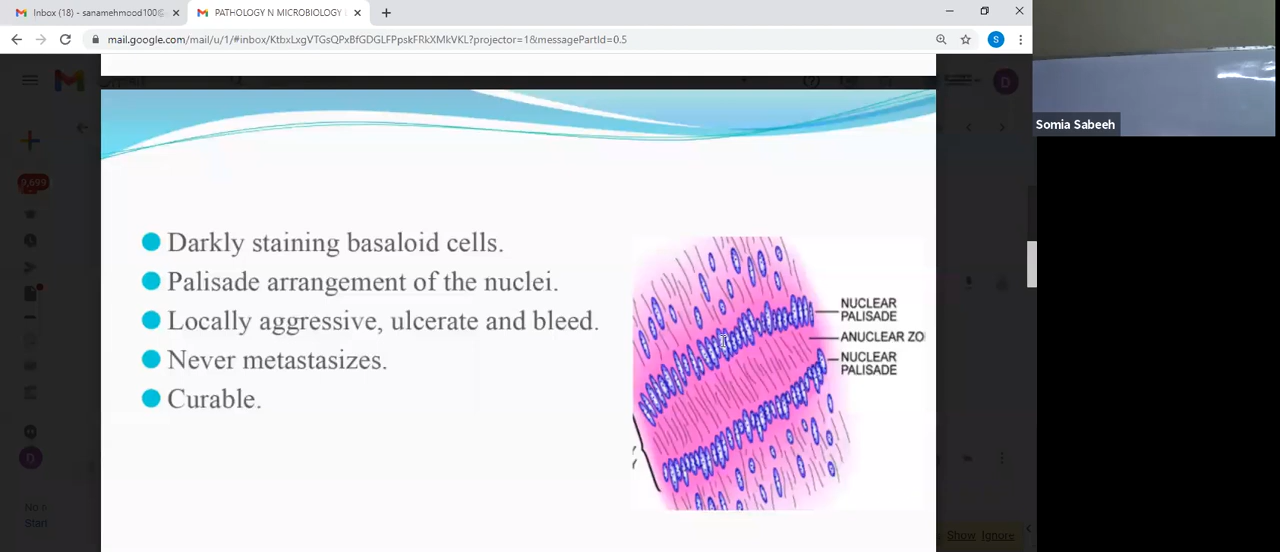 Inbox (18) - sanamehmood100@
PATHOLOGY N MICROBIOLOGY
mail.google.com/mail/u/1/#inbox/KtbxLxgVTGsQPxBfGDGLFPpskFRkXMkVKL?projector=1&messagePartId=0.5
S
Somia Sabeeh
D
Darkly staining basaloid cells.
Palisade arrangement of the nuclei.
Locally aggressive, ulcerate and bleed.
Never metastasizes.
Curable.
NUCLEAR
PALISADE
ANUCLEAR ZO
NUCLEAR
PALISADE
D
Start
Show Ignore